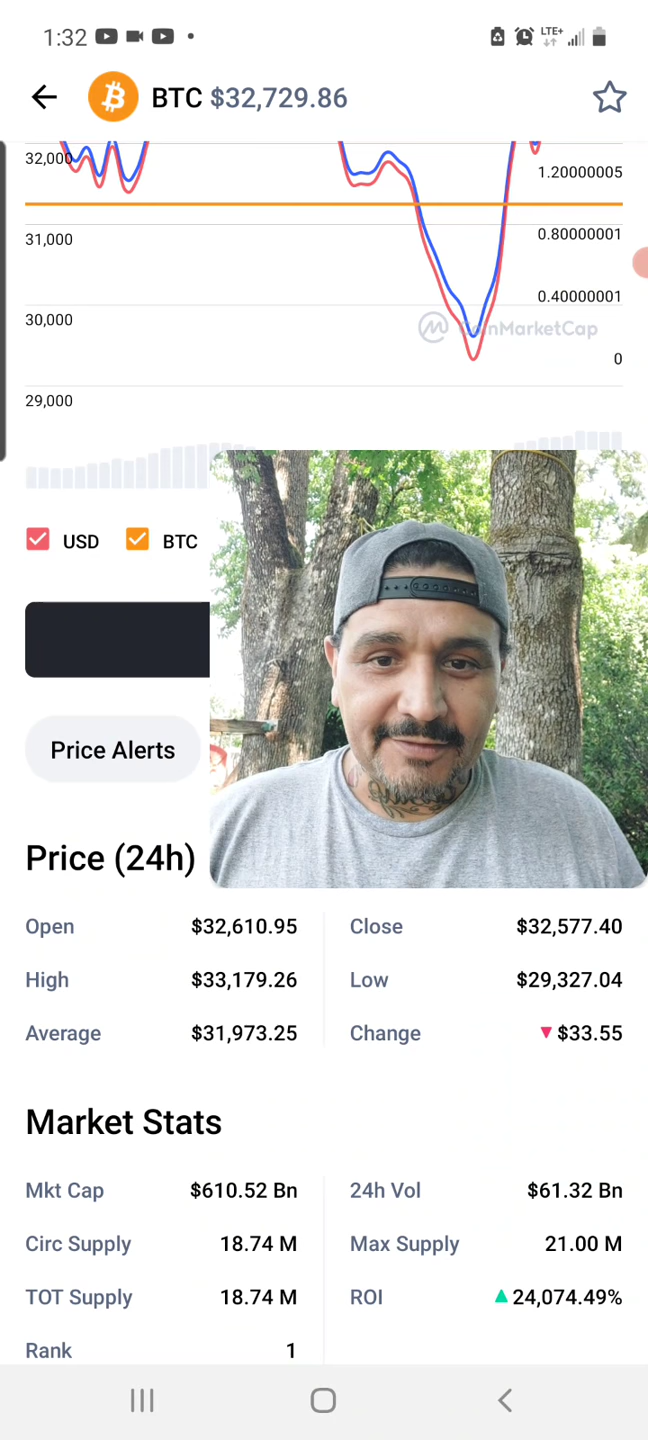 1:32 LTE+
BTC $32,729.86
32,000
1.20000005
31,000
0.80000001
30,000
0.40000001
CoinMarketCap
0
29,000
USD BTC
Price Alerts
Price (24h)
Open $32,610.95 Close $32,577.40
High $33,179.26 Low $29,327.04
Average $31,973.25 Change ▼ $33.55
Market Stats
Mkt Cap $610.52 Bn 24h Vol $61.32 Bn
Circ Supply 18.74 M Max Supply 21.00 M
TOT Supply 18.74 M ROI ▲ 24,074.49%
Rank 1